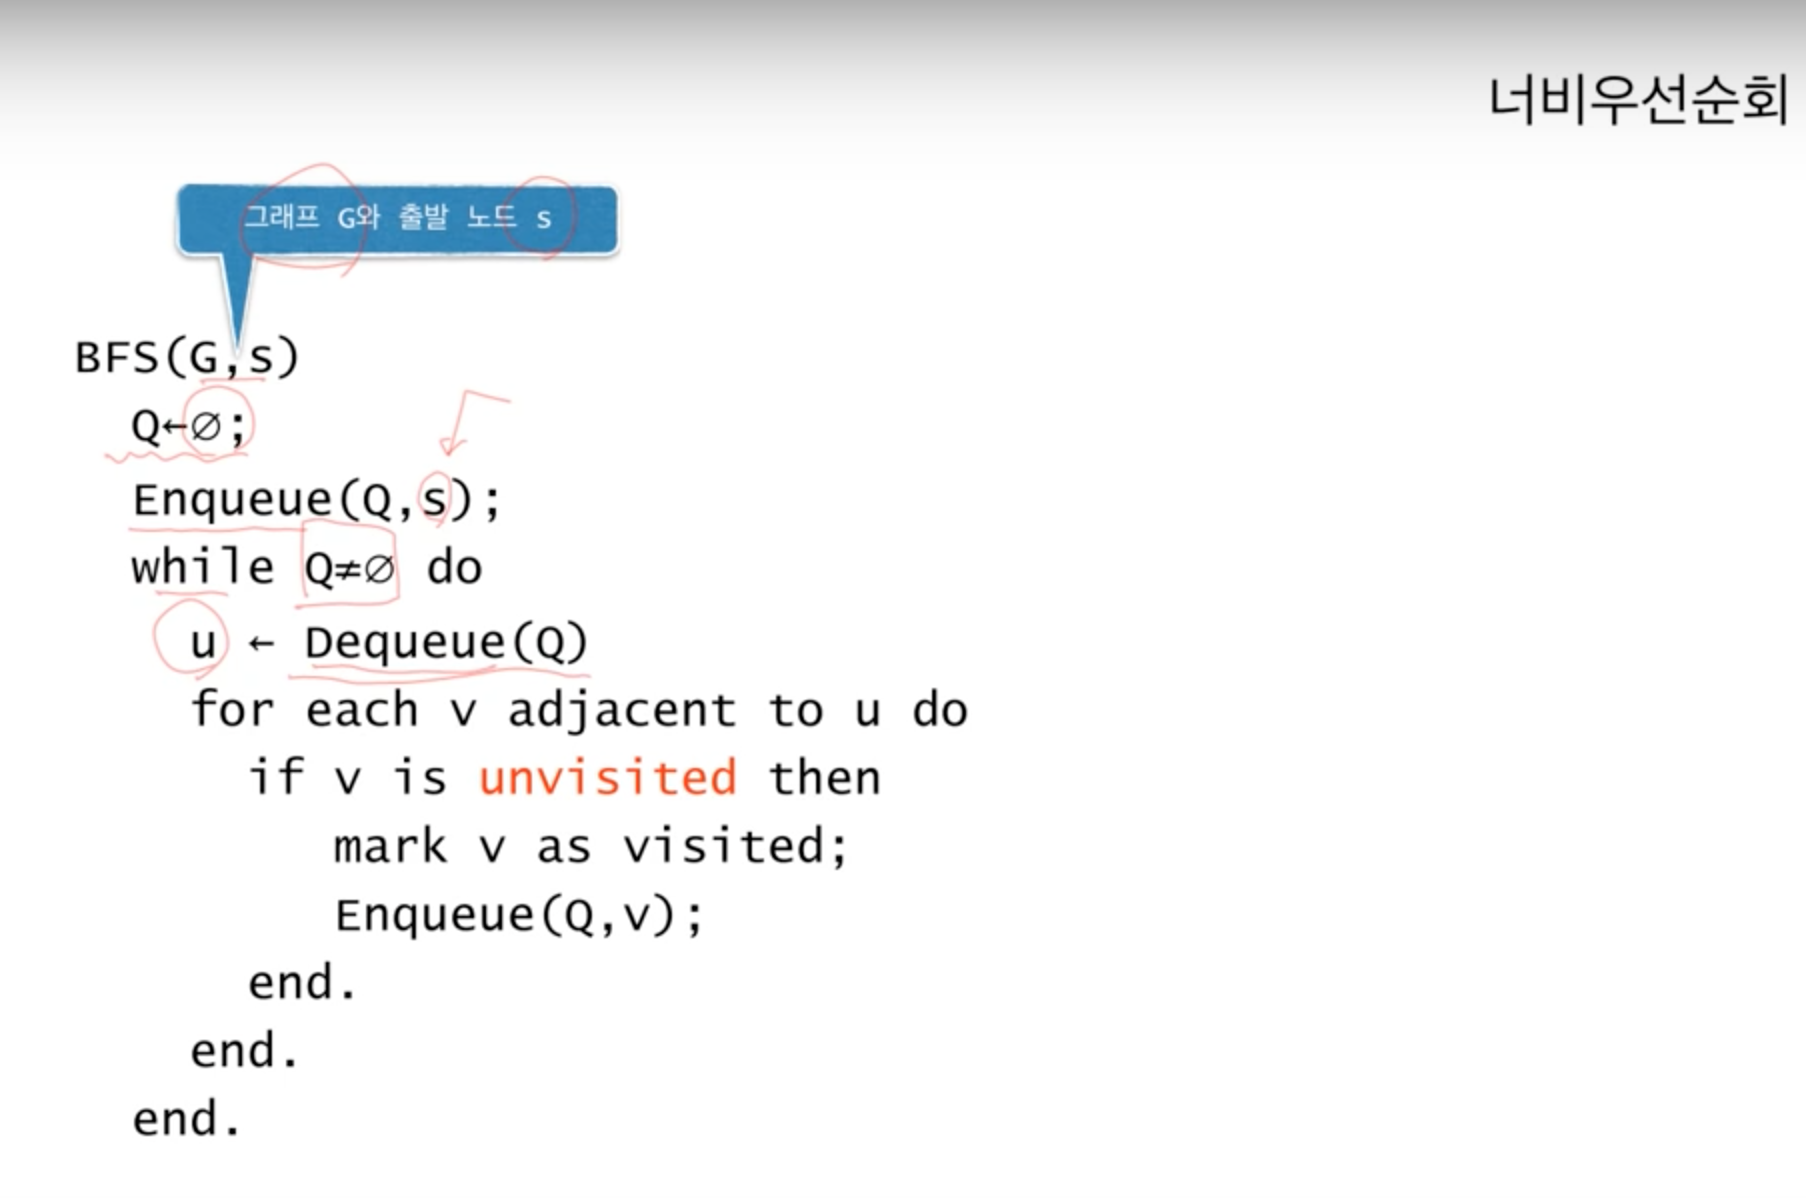 너비우선순회
그래프 G와 출발 노드 s
BFS(G,s)
Q←∅;
Enqueue(Q,s);
while Q≠∅ do
u ← Dequeue(Q)
for each v adjacent to u do
if v is unvisited then
mark v as visited;
Enqueue(Q,v);
end.
end.
end.